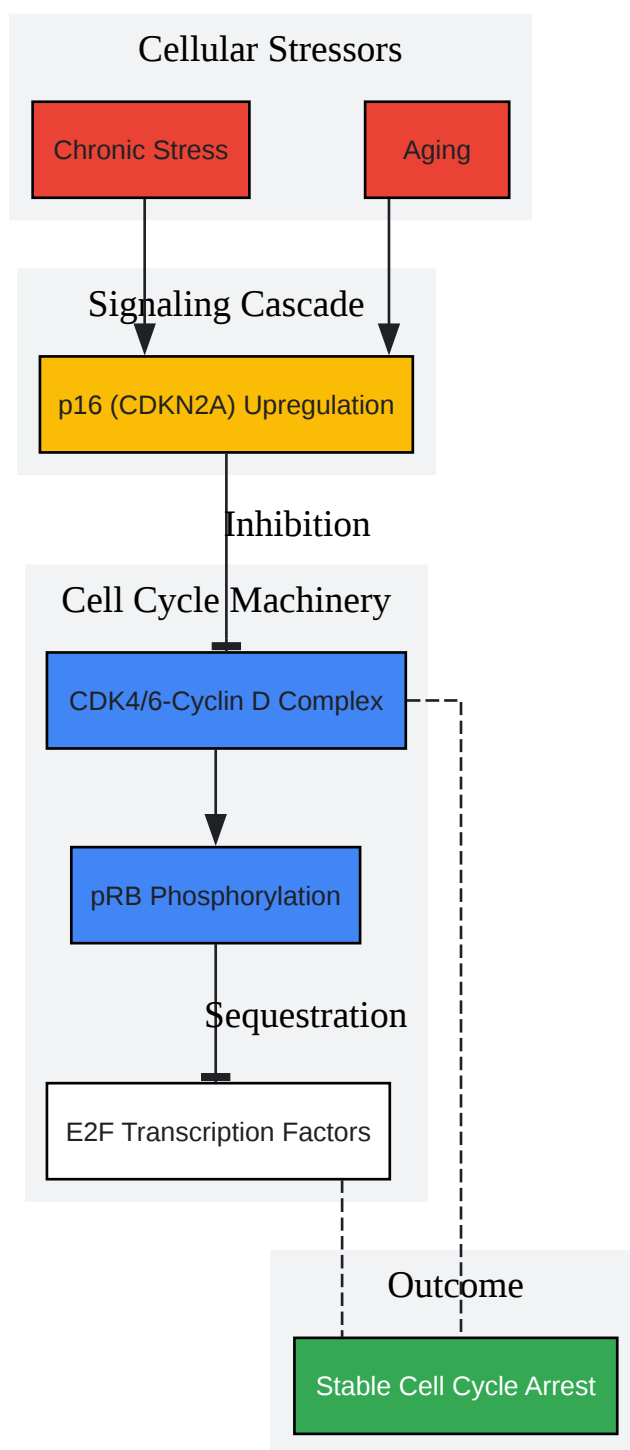 Cellular Stressors
Chronic Stress
Aging
Signaling Cascade
p16 (CDKN2A) Upregulation
Inhibition
Cell Cycle Machinery
CDK4/6-Cyclin D Complex
pRB Phosphorylation
Sequestration
E2F Transcription Factors
Outcome
Stable Cell Cycle Arrest